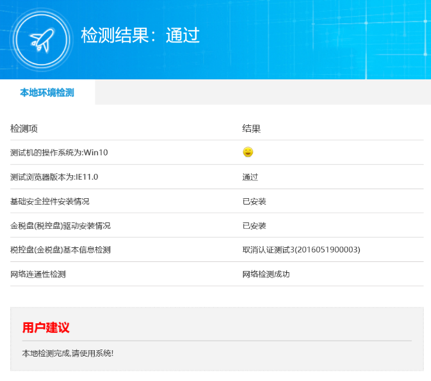 检测结果：通过
本地环境检测
检测项 结果
测试机的操作系统为:Win10
测试浏览器版本为:IE11.0 通过
基础安全控件安装情况 已安装
金税盘(税控盘)驱动安装情况 已安装
税控盘(金税盘)基本信息检测 取消认证测试3(2016051900003)
网络连通性检测 网络检测成功
用户建议
本地检测完成,请使用系统!